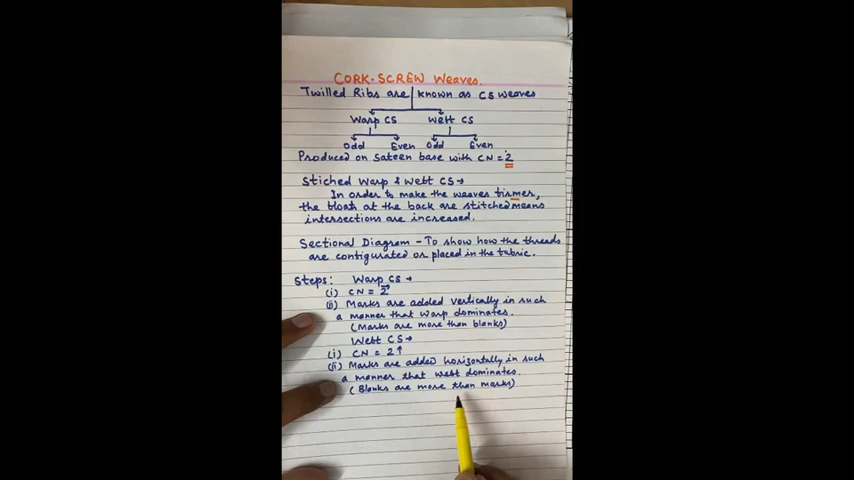 CORK-SCREW Weaves.
Twilled Ribs are known as CS weaves
Warp CS Weft CS
Odd Even Odd Even
Produced on Sateen base with CN = 2
Stiched Warp & Weft CS →
In order to make the weaves firmer,
the float at the back are stitched means
intersections are increased.
Sectional Diagram - To show how the threads
are configurated or placed in the fabric.
Steps: Warp CS →
(i) CN = 2↑
(ii) Marks are added vertically in such
a manner that warp dominates.
(Marks are more than blanks)
Weft CS →
(i) CN = 2↑
(ii) Marks are added horizontally in such
a manner that weft dominates.
(Blanks are more than marks)